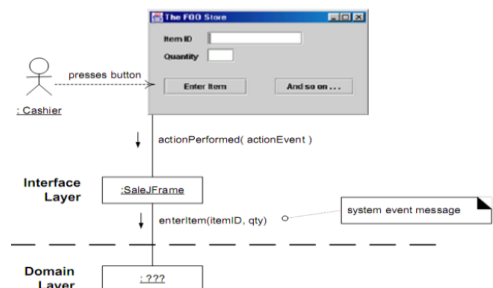 The FOO Store
Item ID
Quantity
Enter Item
And so on ...
presses button
: Cashier
actionPerformed( actionEvent )
Interface
Layer
:SaleJFrame
system event message
enterItem(itemID, qty)
Domain
Layer
: ???